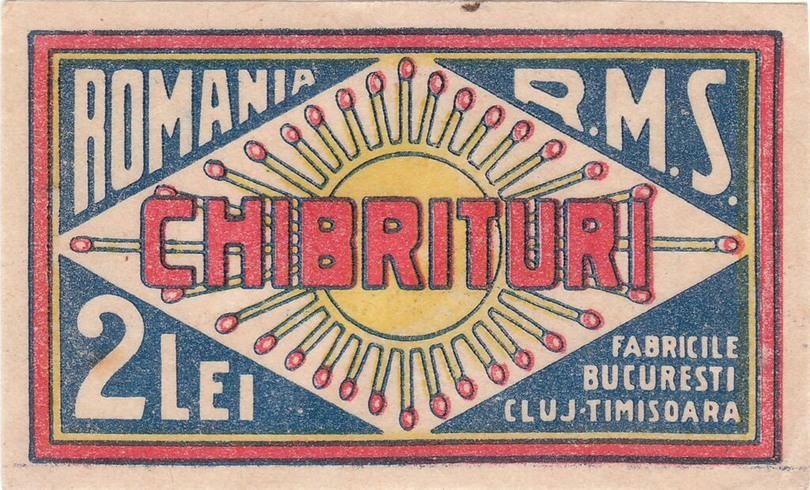 ROMANIA
R.M.S.
CHIBRITURI
2 LEI
FABRICILE
BUCURESTI
CLUJ-TIMISOARA